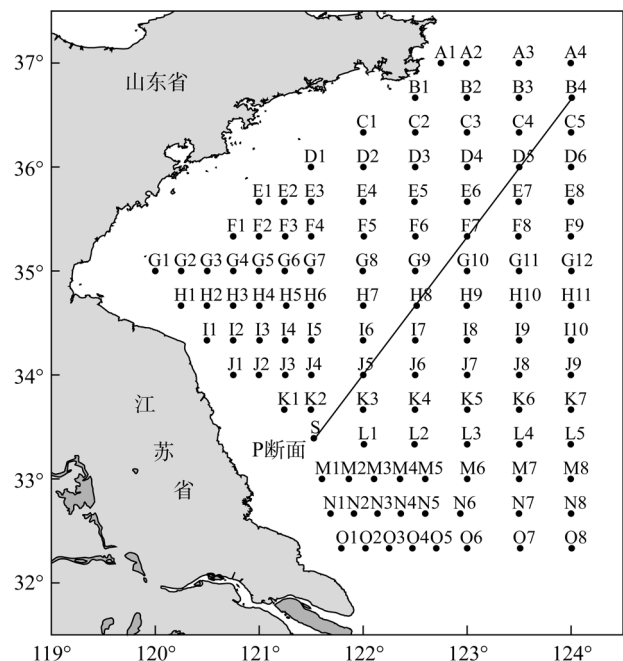 37°
A1 A2 A3 A4
山东省
B1 B2 B3 B4
C1 C2 C3 C4 C5
36°
D1 D2 D3 D4 D5 D6
E1 E2 E3 E4 E5 E6 E7 E8
F1 F2 F3 F4 F5 F6 F7 F8 F9
35°
G1 G2 G3 G4 G5 G6 G7 G8 G9 G10 G11 G12
H1 H2 H3 H4 H5 H6 H7 H8 H9 H10 H11
I1 I2 I3 I4 I5 I6 I7 I8 I9 I10
34°
J1 J2 J3 J4 J5 J6 J7 J8 J9
K1 K2 K3 K4 K5 K6 K7
江
苏
省
S
L1 L2 L3 L4 L5
P断面
33°
M1 M2 M3 M4 M5 M6 M7 M8
N1 N2 N3 N4 N5 N6 N7 N8
O1 O2 O3 O4 O5 O6 O7 O8
32°
119° 120° 121° 122° 123° 124°